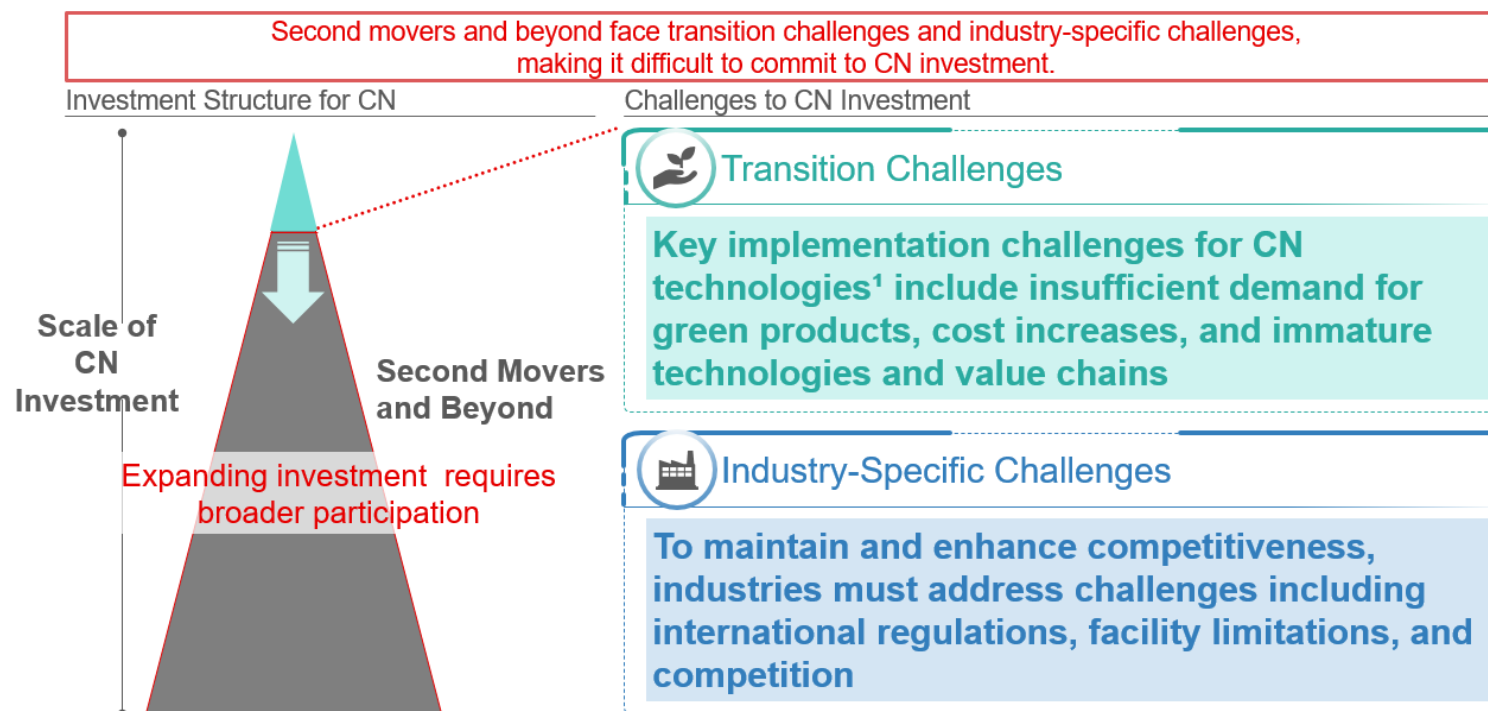 Second movers and beyond face transition challenges and industry-specific challenges,
making it difficult to commit to CN investment.
Investment Structure for CN
Challenges to CN Investment
Scale of
CN
Investment
Second Movers
and Beyond
Expanding investment  requires
broader participation
Transition Challenges
Key implementation challenges for CN
technologies¹ include insufficient demand for
green products, cost increases, and immature
technologies and value chains
Industry-Specific Challenges
To maintain and enhance competitiveness,
industries must address challenges including
international regulations, facility limitations, and
competition